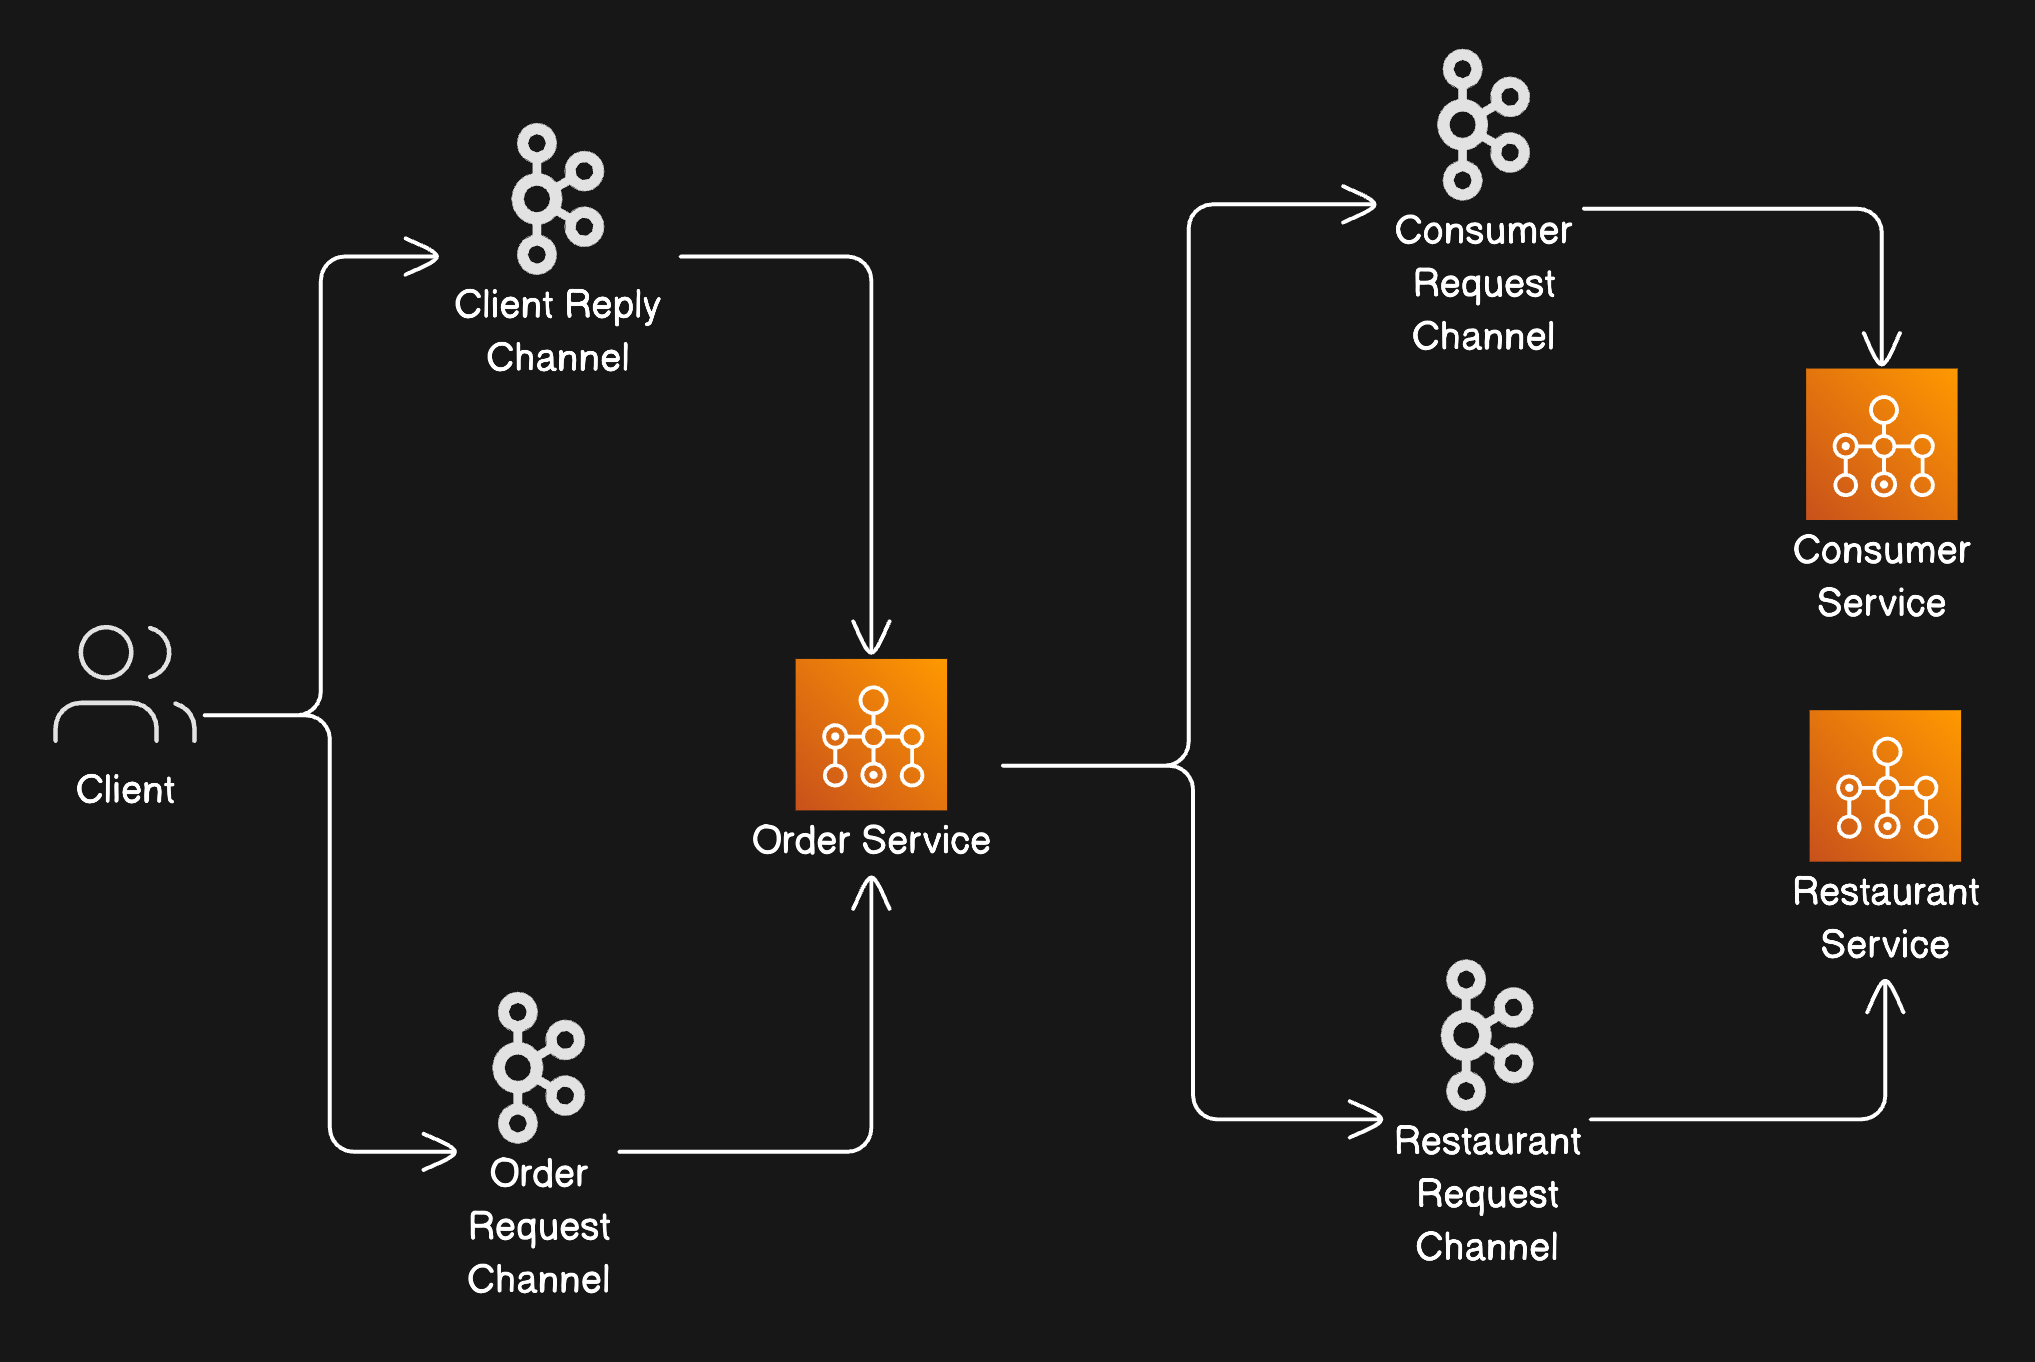 Client Reply
Channel
Client
Order
Request
Channel
Order Service
Consumer
Request
Channel
Consumer
Service
Restaurant
Service
Restaurant
Request
Channel